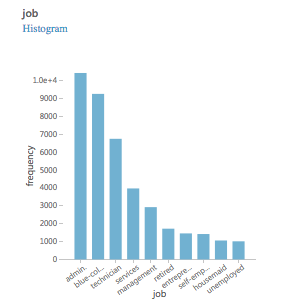 job
Histogram
1.0e+4
9000
8000
7000
6000
5000
4000
3000
2000
1000
0
frequency
admin.
blue-col...
technician
services
management
retired
entrepre...
self-emp...
housemaid
unemployed
job